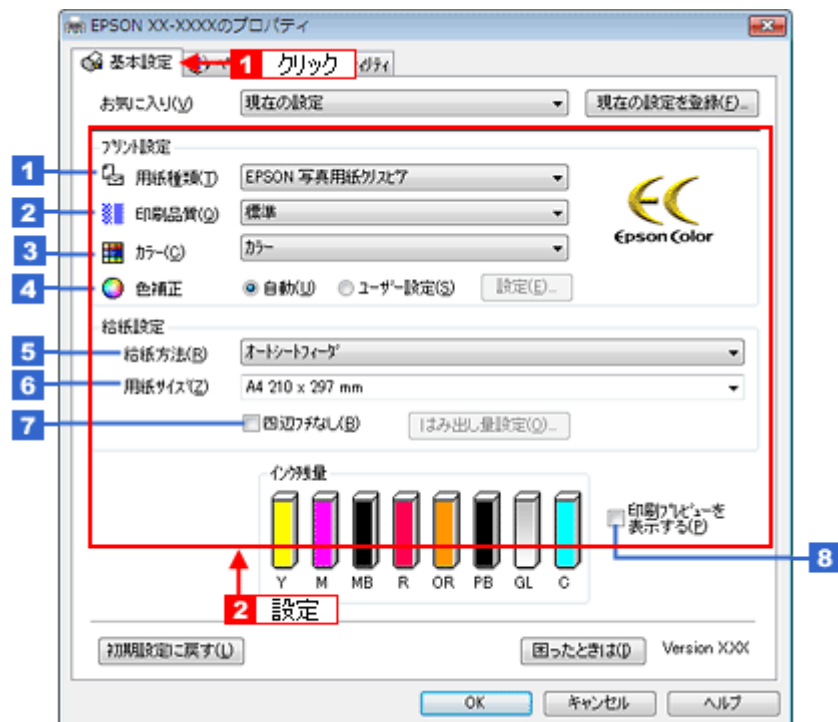 EPSON XX-XXXXのプロパティ
基本設定
1 クリック
ィリティ
お気に入り(V) 現在の設定 現在の設定を登録(F)...
プリント設定
1 用紙種類(T) EPSON 写真用紙クリスピア
2 印刷品質(Q) 標準
3 カラー(C) カラー
4 色補正 自動(U) ユーザー設定(S) 設定(E)...
Epson Color
給紙設定
5 給紙方法(R) オートシートフィーダ
6 用紙サイズ(Z) A4 210 x 297 mm
7 四辺フチなし(B) はみ出し量設定(O)...
インク残量
Y M MB R OR PB GL C
印刷プレビューを
表示する(P)
8
2 設定
初期設定に戻す(L) 困ったときは(I) Version XXX
OK キャンセル ヘルプ